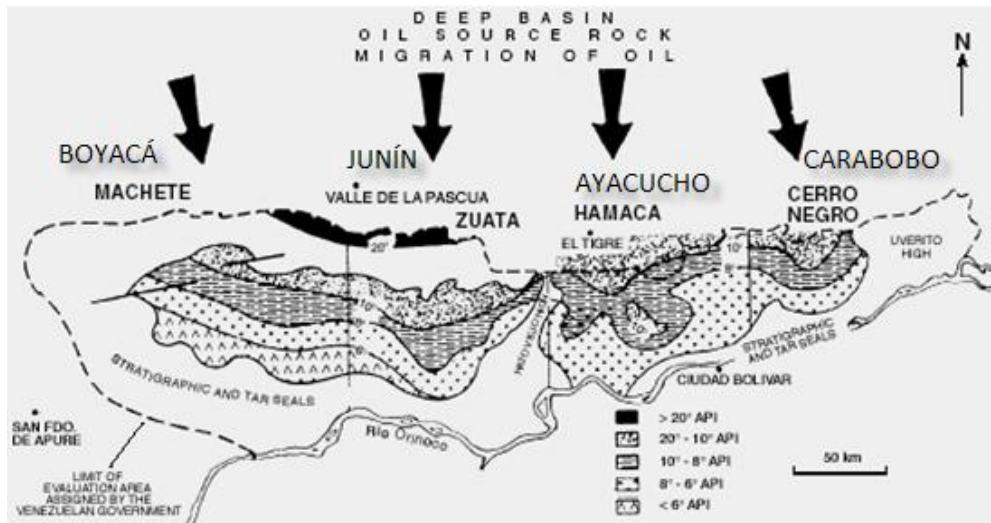 DEEP BASIN
OIL SOURCE ROCK
MIGRATION OF OIL
N
BOYACÁ
JUNÍN
AYACUCHO
CARABOBO
MACHETE
VALLE DE LA PASCUA
ZUATA
HAMACA
CERRO
NEGRO
EL TIGRE
UVERITO
HIGH
20°
10°
10°
STRATIGRAPHIC AND TAR SEALS
STRATIGRAPHIC
AND TAR SEALS
CIUDAD BOLIVAR
SAN FDO.
DE APURE
Río Orinoco
LIMIT OF
EVALUATION AREA
ASSIGNED BY THE
VENEZUELAN GOVERNMENT
> 20° API
20° - 10° API
10° - 8° API
8° - 6° API
< 6° API
50 km